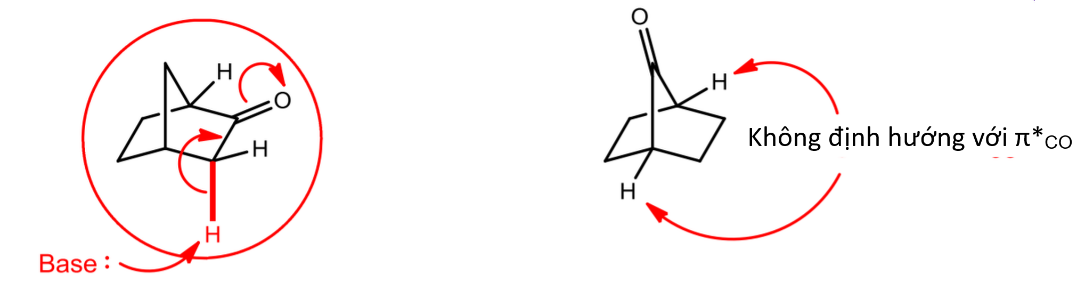 H
O
H
H
Base :
O
H
Không định hướng với π*CO
H